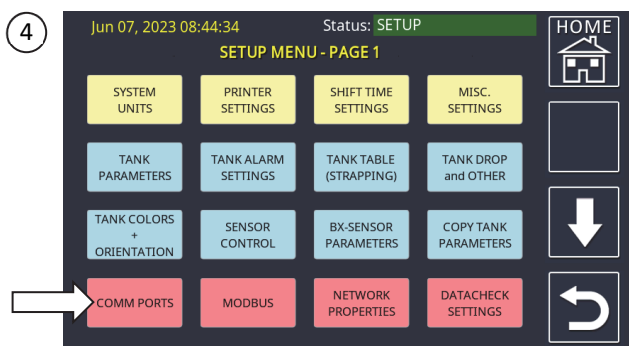 4
Jun 07, 2023 08:44:34
Status: SETUP
HOME
SETUP MENU - PAGE 1
SYSTEM
UNITS
PRINTER
SETTINGS
SHIFT TIME
SETTINGS
MISC.
SETTINGS
TANK
PARAMETERS
TANK ALARM
SETTINGS
TANK TABLE
(STRAPPING)
TANK DROP
and OTHER
TANK COLORS
+
ORIENTATION
SENSOR
CONTROL
BX-SENSOR
PARAMETERS
COPY TANK
PARAMETERS
COMM PORTS
MODBUS
NETWORK
PROPERTIES
DATACHECK
SETTINGS